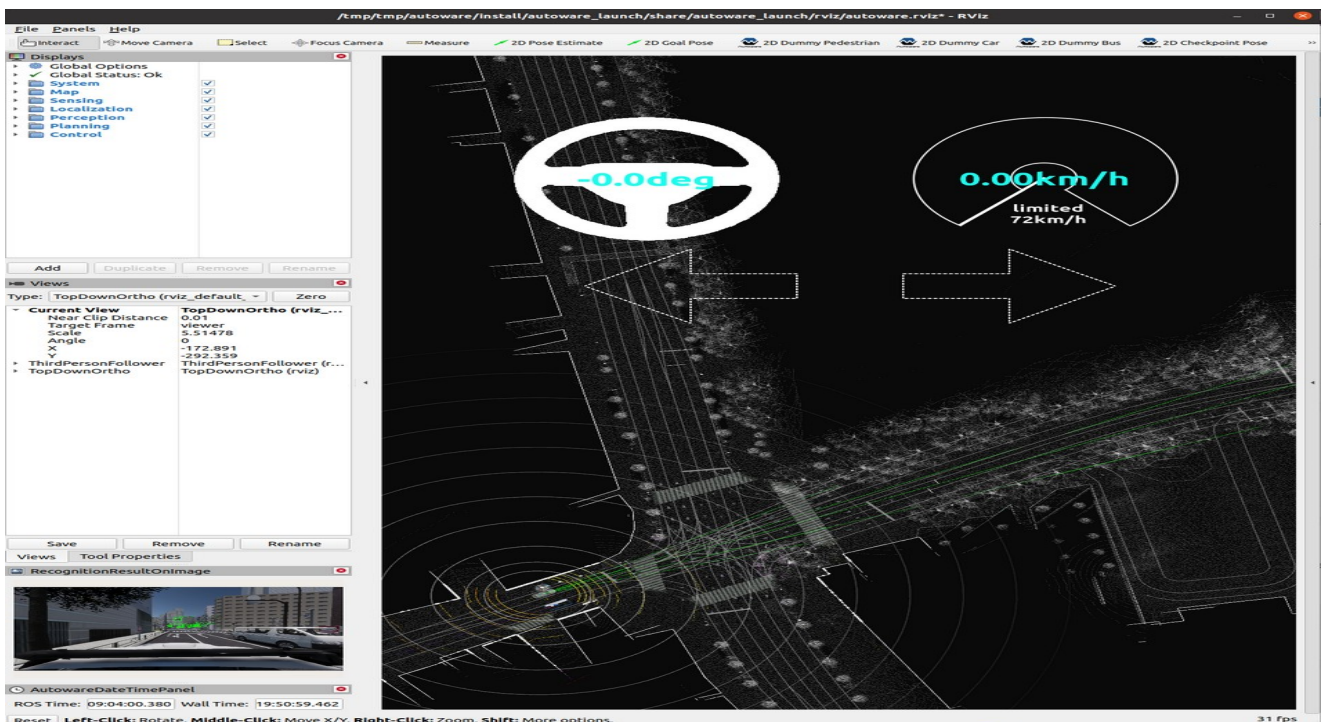 /tmp/tmp/autoware/install/autoware_launch/share/autoware_launch/rviz/autoware.rviz* - RViz
File Panels Help
Interact Move Camera Select Focus Camera Measure 2D Pose Estimate 2D Goal Pose 2D Dummy Pedestrian 2D Dummy Car 2D Dummy Bus 2D Checkpoint Pose
Displays
Global Options
Global Status: Ok
System
Map
Sensing
Localization
Perception
Planning
Control
Add Duplicate Remove Rename
Views
Type: TopDownOrtho (rviz_default_ Zero
Current View TopDownOrtho (rviz_...
Near Clip Distance 0.01
Target Frame viewer
Scale 5.51478
Angle 0
X -172.891
Y -292.359
ThirdPersonFollower ThirdPersonFollower (r...
TopDownOrtho TopDownOrtho (rviz)
Save Remove Rename
Views Tool Properties
RecognitionResultOnImage
AutowareDateTimePanel
ROS Time: 09:04:00.380 Wall Time: 19:50:59.462
Reset Left-Click: Rotate. Middle-Click: Move X/Y. Right-Click: Zoom. Shift: More options.
31 fps
-0.0deg
0.00km/h
limited
72km/h